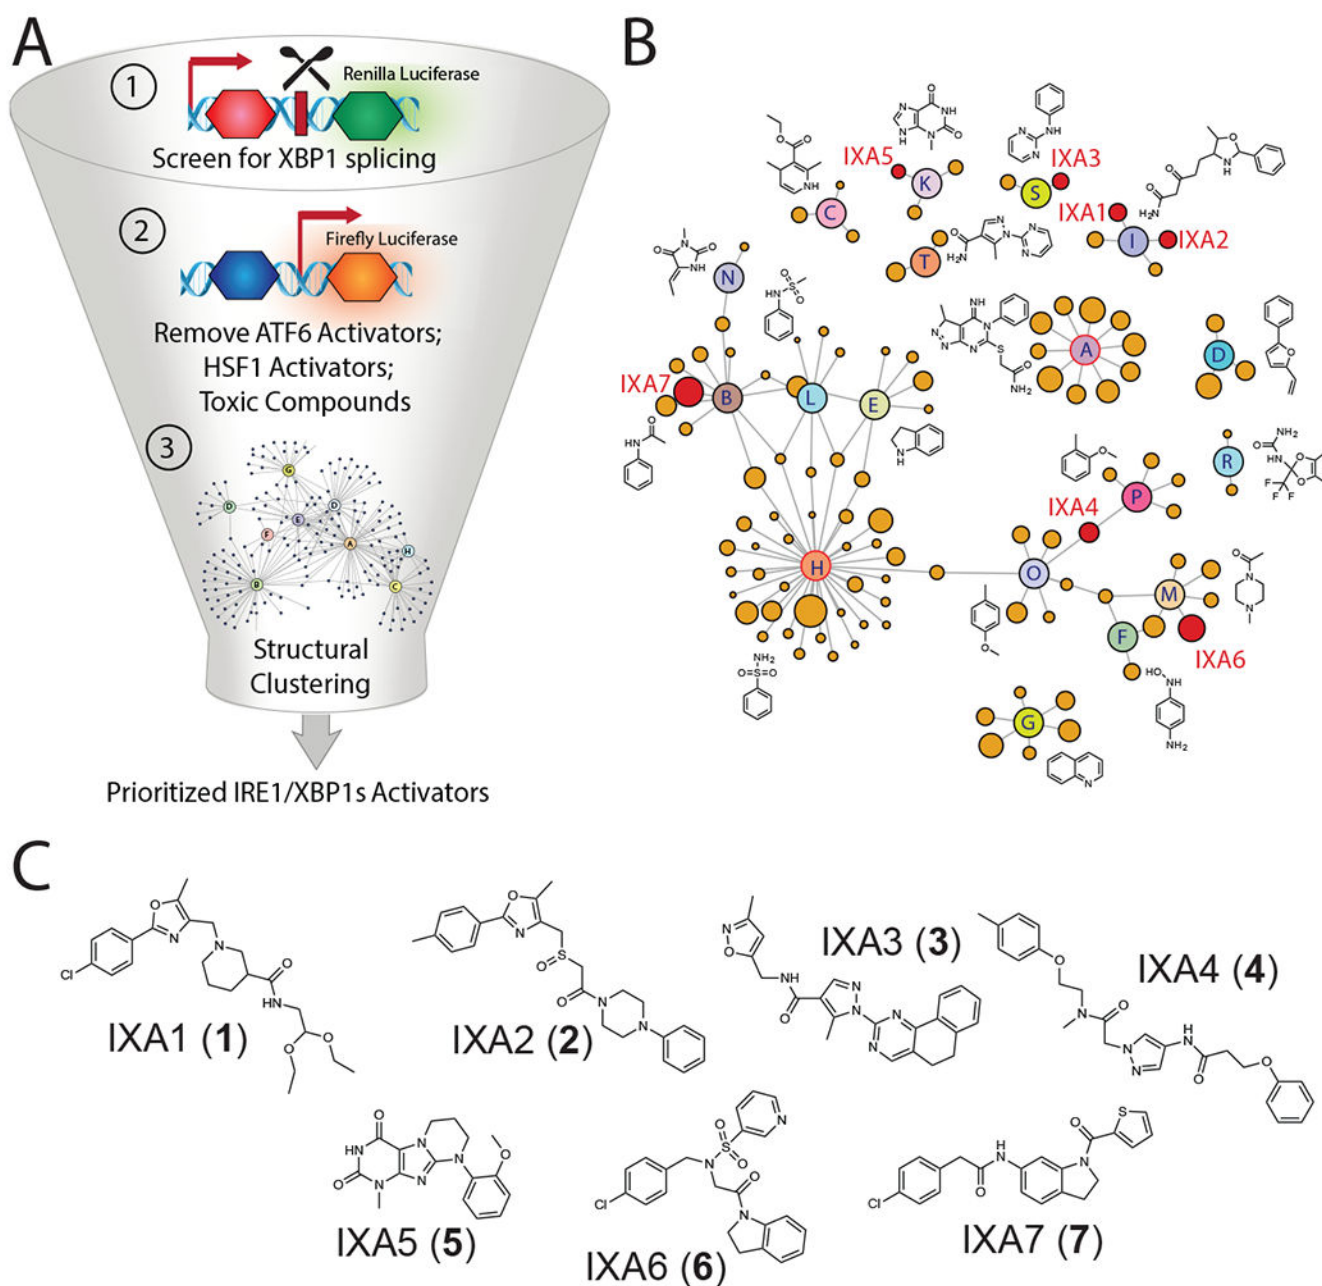 A
1
Renilla Luciferase
Screen for XBP1 splicing
2
Firefly Luciferase
Remove ATF6 Activators;
HSF1 Activators;
Toxic Compounds
3
G
D
D
E
F
A
H
B
C
Structural
Clustering
Prioritized IRE1/XBP1s Activators
B
IXA5
K
C
S
IXA3
IXA1
I
IXA2
T
N
A
D
IXA7
B
L
E
R
P
IXA4
H
O
M
F
IXA6
G
C
IXA1 (1)
IXA2 (2)
IXA3 (3)
IXA4 (4)
IXA5 (5)
IXA6 (6)
IXA7 (7)